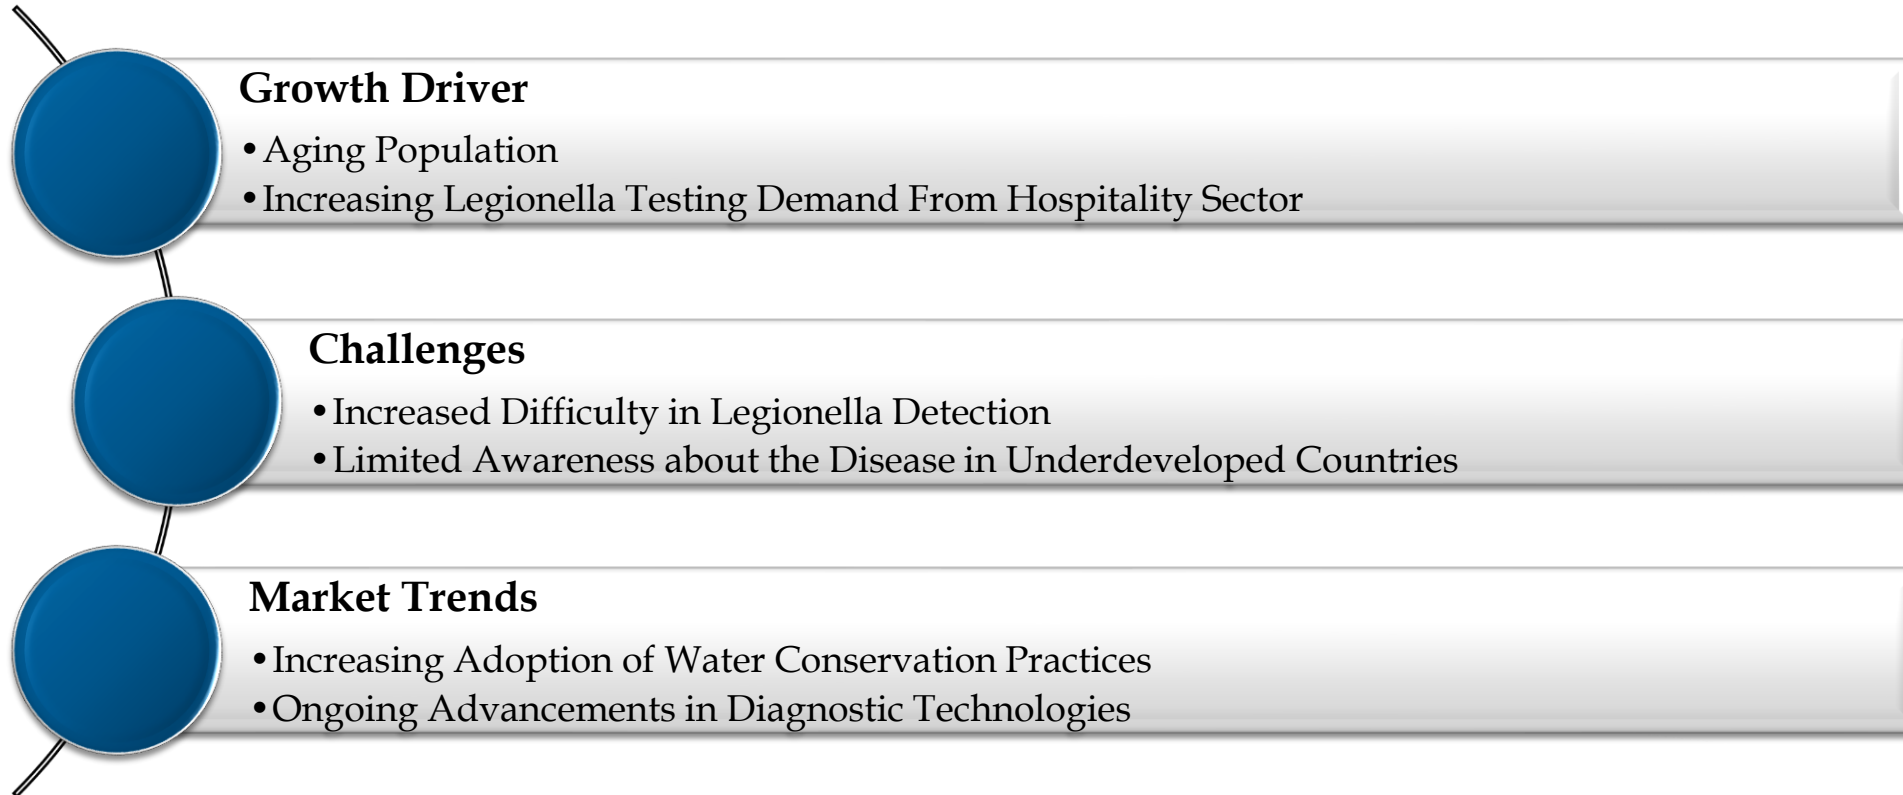 Growth Driver
•Aging Population
•Increasing Legionella Testing Demand From Hospitality Sector
Challenges
•Increased Difficulty in Legionella Detection
•Limited Awareness about the Disease in Underdeveloped Countries
Market Trends
•Increasing Adoption of Water Conservation Practices
•Ongoing Advancements in Diagnostic Technologies